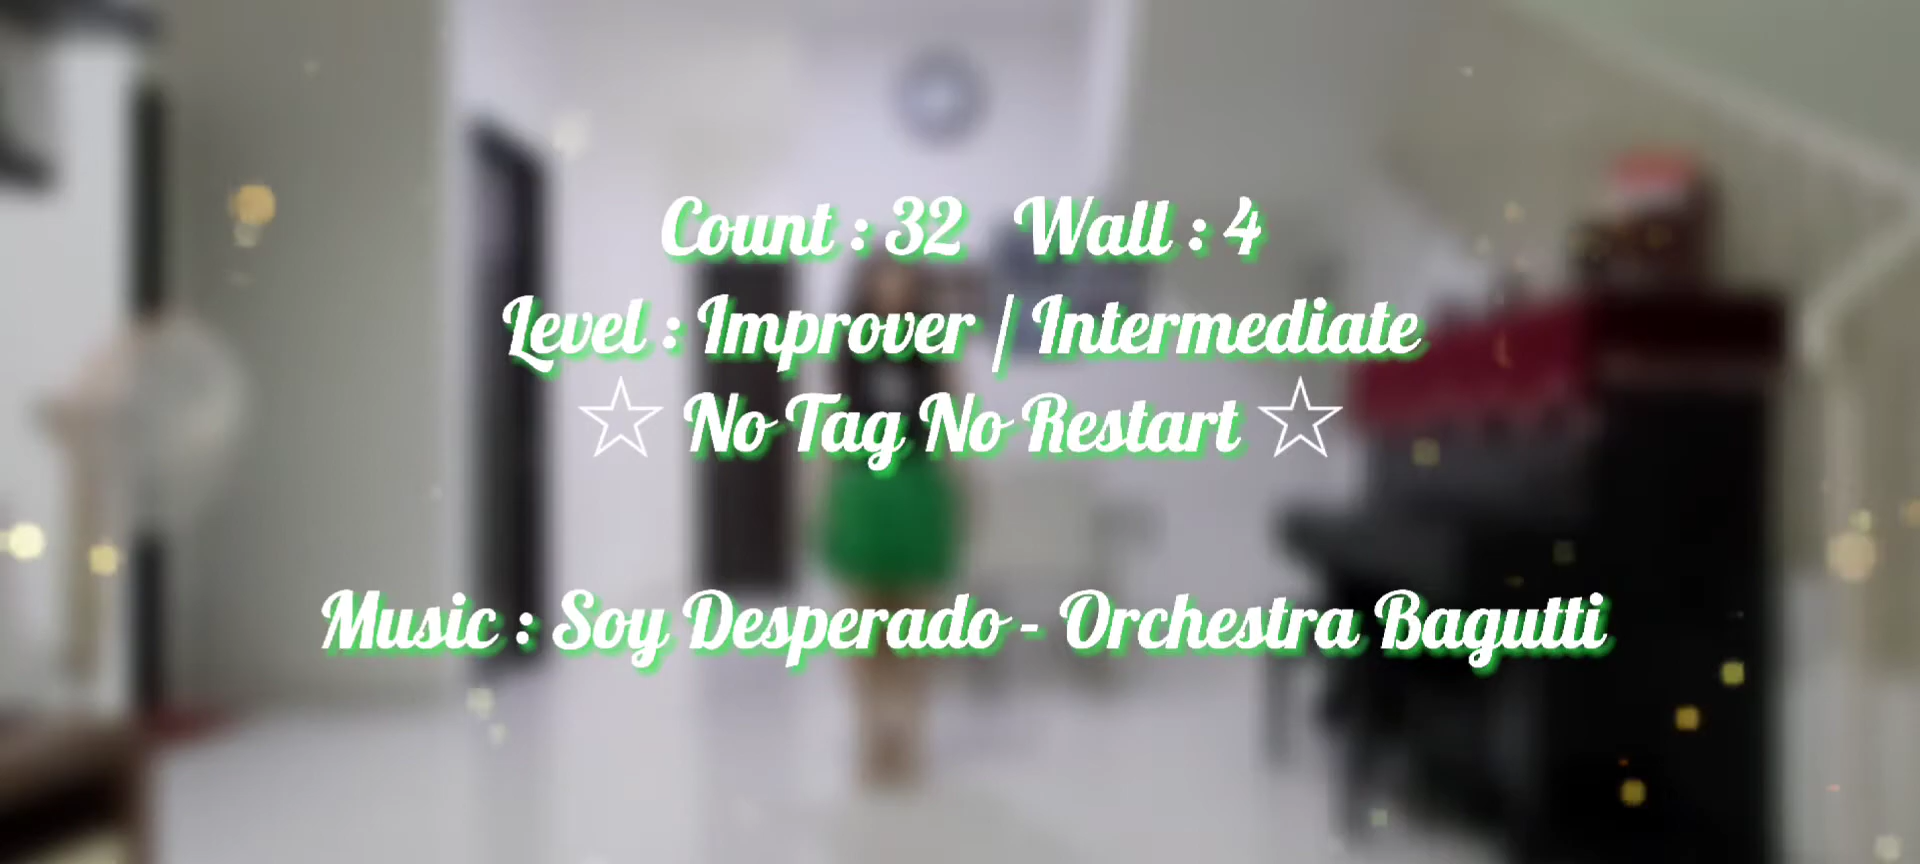 Count : 32 Wall : 4
Level : Improver / Intermediate
☆ No Tag No Restart ☆
Music : Soy Desperado - Orchestra Bagutti